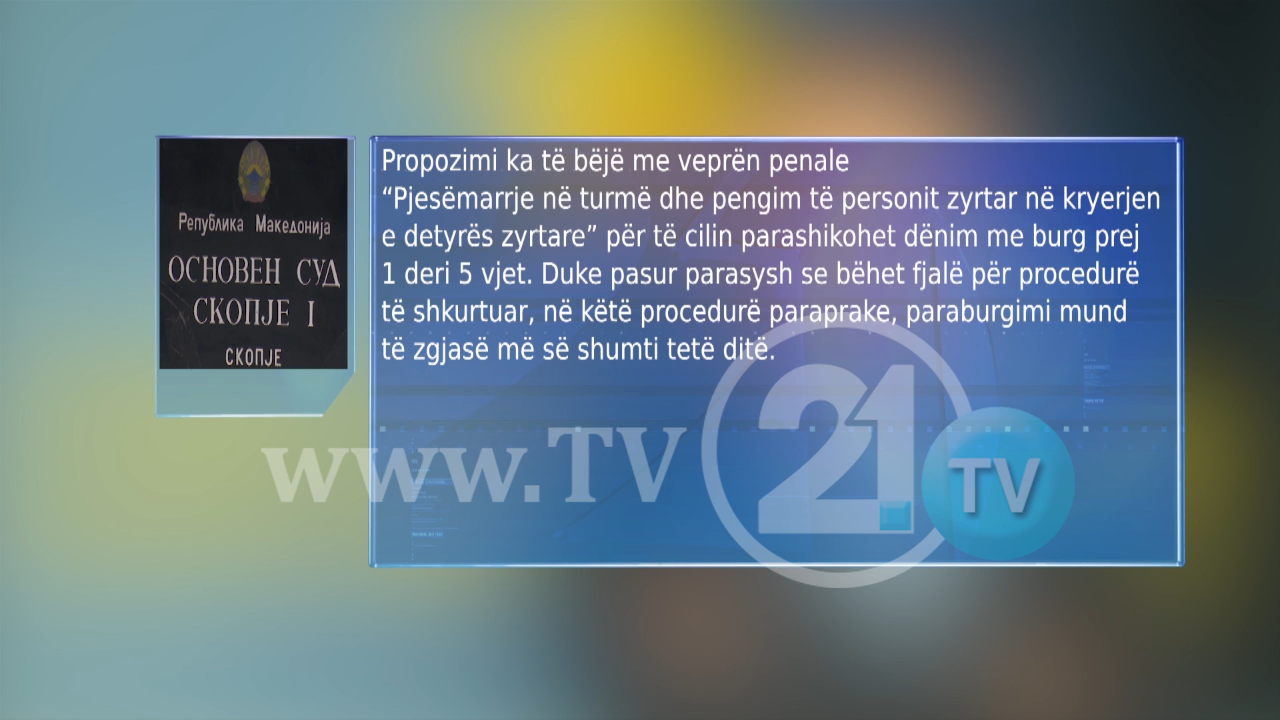 Република Македонија
ОСНОВЕН СУД
СКОПЈЕ I
СКОПЈЕ
Propozimi ka të bëjë me veprën penale
“Pjesëmarrje në turmë dhe pengim të personit zyrtar në kryerjen
e detyrës zyrtare” për të cilin parashikohet dënim me burg prej
1 deri 5 vjet. Duke pasur parasysh se bëhet fjalë për procedurë
të shkurtuar, në këtë procedurë paraprake, paraburgimi mund
të zgjasë më së shumti tetë ditë.
www.TV 21 TV